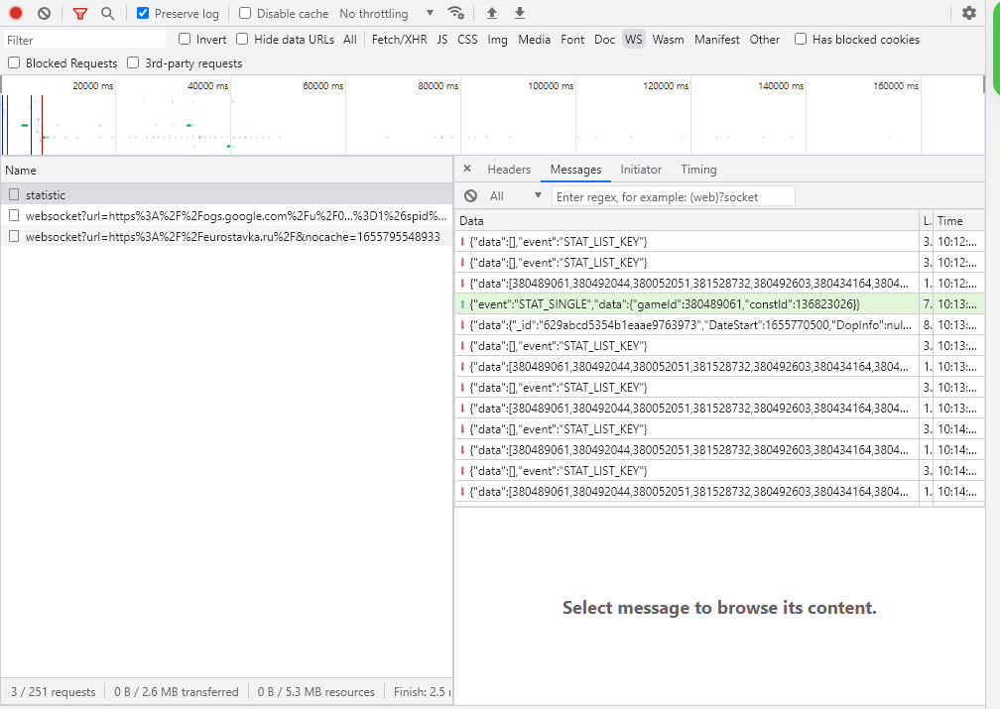 Preserve log Disable cache No throttling
Filter Invert Hide data URLs All Fetch/XHR JS CSS Img Media Font Doc WS Wasm Manifest Other Has blocked cookies
Blocked Requests 3rd-party requests
20000 ms 40000 ms 60000 ms 80000 ms 100000 ms 120000 ms 140000 ms 160000 ms
Name
statistic
websocket?url=https%3A%2F%2Fogs.google.com%2Fu%2F0...%3D1%26spid%...
websocket?url=https%3A%2F%2Feurostavka.ru%2F&nocache=1655795548933
× Headers Messages Initiator Timing
All Enter regex, for example: (web)?socket
Data L. Time
{"data":[],"event":"STAT_LIST_KEY"} 3. 10:12:...
{"data":[],"event":"STAT_LIST_KEY"} 3. 10:12:...
{"data":[380489061,380492044,380052051,381528732,380492603,380434164,3804... 1. 10:12:...
{"event":"STAT_SINGLE","data":{"gameId":380489061,"constId":136823026}} 7. 10:13:...
{"data":{"_id":"629abcd5354b1eaae9763973","DateStart":1655770500,"DopInfo":nul... 8. 10:13:...
{"data":[],"event":"STAT_LIST_KEY"} 3. 10:13:...
{"data":[380489061,380492044,380052051,381528732,380492603,380434164,3804... 1. 10:13:...
{"data":[],"event":"STAT_LIST_KEY"} 3. 10:13:...
{"data":[380489061,380492044,380052051,381528732,380492603,380434164,3804... 1. 10:13:...
{"data":[],"event":"STAT_LIST_KEY"} 3. 10:14:...
{"data":[380489061,380492044,380052051,381528732,380492603,380434164,3804... 1. 10:14:...
{"data":[],"event":"STAT_LIST_KEY"} 3. 10:14:...
{"data":[380489061,380492044,380052051,381528732,380492603,380434164,3804... 1. 10:14:...
Select message to browse its content.
3 / 251 requests 0 B / 2.6 MB transferred 0 B / 5.3 MB resources Finish: 2.5